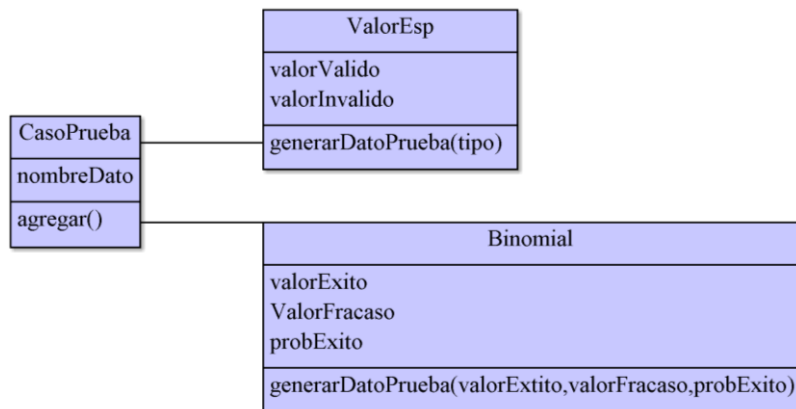 ValorEsp
valorValido
valorInvalido
generarDatoPrueba(tipo)
CasoPrueba
nombreDato
agregar()
Binomial
valorExito
ValorFracaso
probExito
generarDatoPrueba(valorExtito,valorFracaso,probExito)